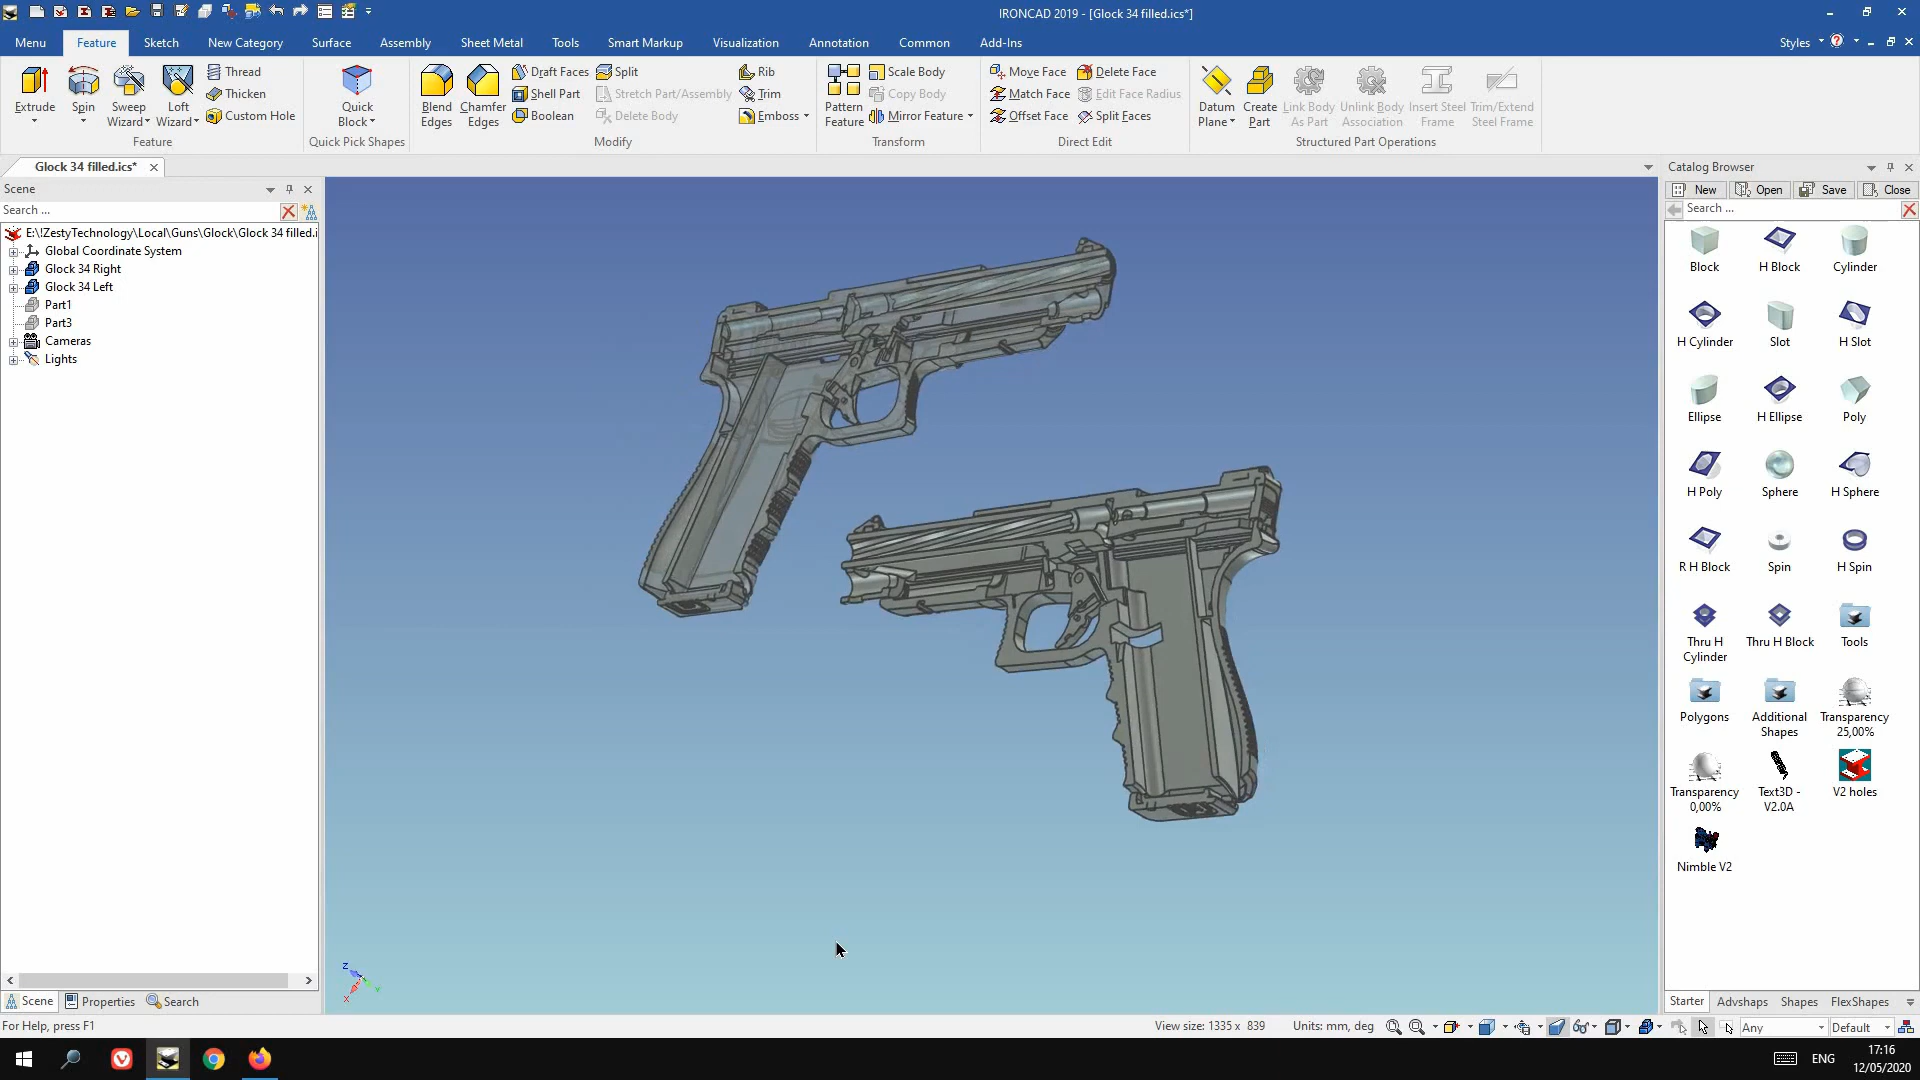 IRONCAD 2019 - [Glock 34 filled.ics*]
Menu Feature Sketch New Category Surface Assembly Sheet Metal Tools Smart Markup Visualization Annotation Common Add-Ins Styles
Extrude
Spin
Sweep Wizard
Loft Wizard
Thread
Thicken
Custom Hole
Feature
Quick Block
Quick Pick Shapes
Blend Edges
Chamfer Edges
Draft Faces
Shell Part
Boolean
Split
Stretch Part/Assembly
Delete Body
Rib
Trim
Emboss
Modify
Pattern Feature
Scale Body
Copy Body
Mirror Feature
Transform
Move Face
Match Face
Offset Face
Delete Face
Edit Face Radius
Split Faces
Direct Edit
Datum Plane
Create Part
Link Body As Part
Unlink Body Association
Insert Steel Frame
Trim/Extend Steel Frame
Structured Part Operations
Glock 34 filled.ics*
Scene
Search ...
E:\!ZestyTechnology\Local\Guns\Glock\Glock 34 filled.i
Global Coordinate System
Glock 34 Right
Glock 34 Left
Part1
Part3
Cameras
Lights
Z
X
Y
Catalog Browser
New Open Save Close
Search ...
Block H Block Cylinder
H Cylinder Slot H Slot
Ellipse H Ellipse Poly
H Poly Sphere H Sphere
R H Block Spin H Spin
Thru H Cylinder Thru H Block Tools
Polygons Additional Shapes Transparency 25,00%
Transparency 0,00% Text3D - V2.0A V2 holes
Nimble V2
Scene Properties Search
Starter Advshaps Shapes FlexShapes
For Help, press F1
View size: 1335 x 839 Units: mm, deg
Any Default
ENG
17:16
12/05/2020